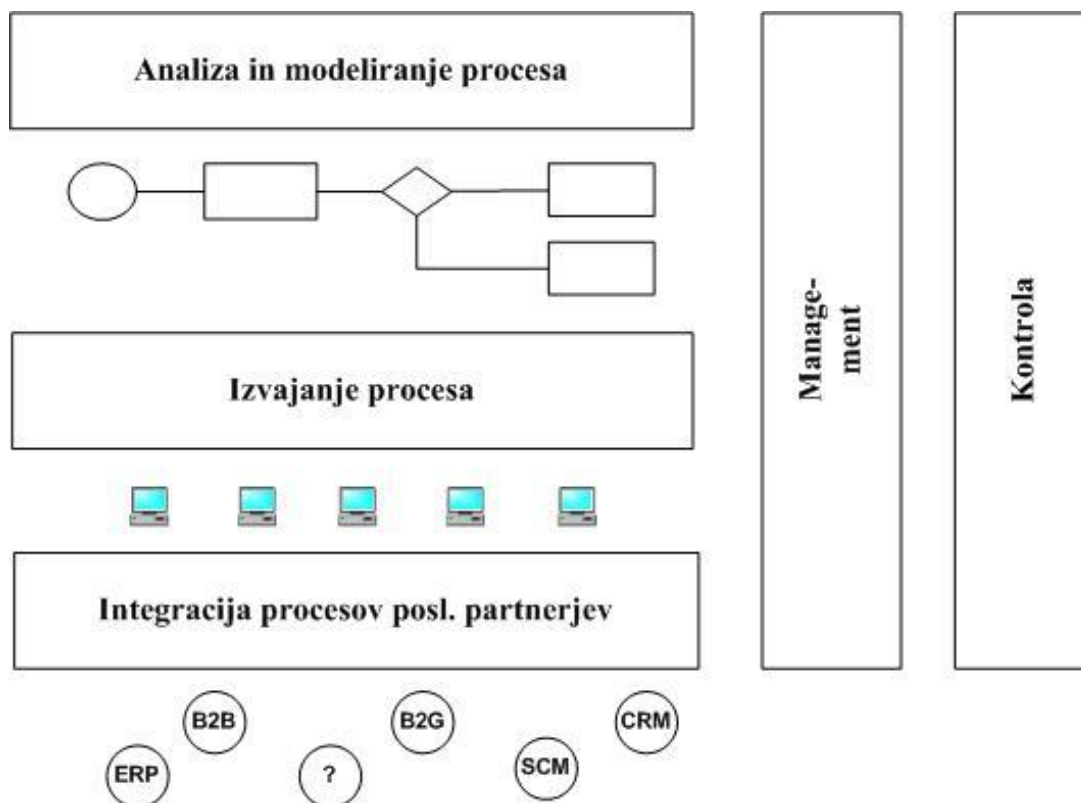 Analiza in modeliranje procesa
Izvajanje procesa
Integracija procesov posl. partnerjev
B2B
B2G
CRM
ERP
?
SCM
Manage-
ment
Kontrola